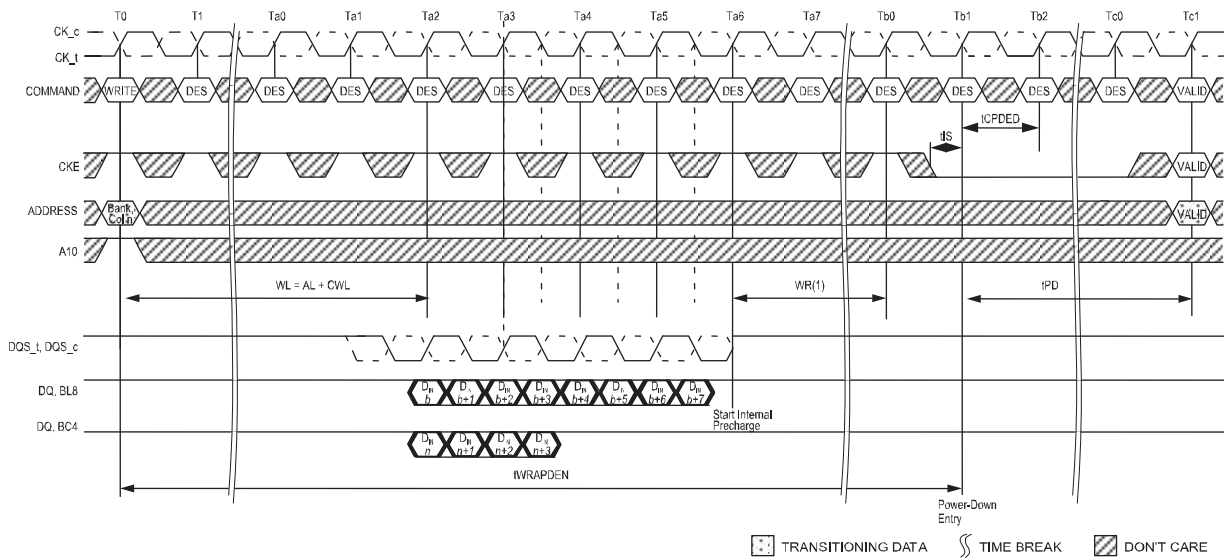 T0 T1 Ta0 Ta1 Ta2 Ta3 Ta4 Ta5 Ta6 Ta7 Tb0 Tb1 Tb2 Tc0 Tc1
CK_c
CK_t
COMMAND WRITE DES DES DES DES DES DES DES DES DES DES DES DES DES VALID
tCPDED
tIS
CKE VALID
ADDRESS Bank, Col n VALID
A10
WL = AL + CWL WR(1) tPD
DQS_t, DQS_c
DQ, BL8 DIN b DIN b+1 DIN b+2 DIN b+3 DIN b+4 DIN b+5 DIN b+6 DIN b+7
Start Internal
Precharge
DQ, BC4 DIN n DIN n+1 DIN n+2 DIN n+3
tWRAPDEN
Power-Down
Entry
TRANSITIONING DATA TIME BREAK DON'T CARE